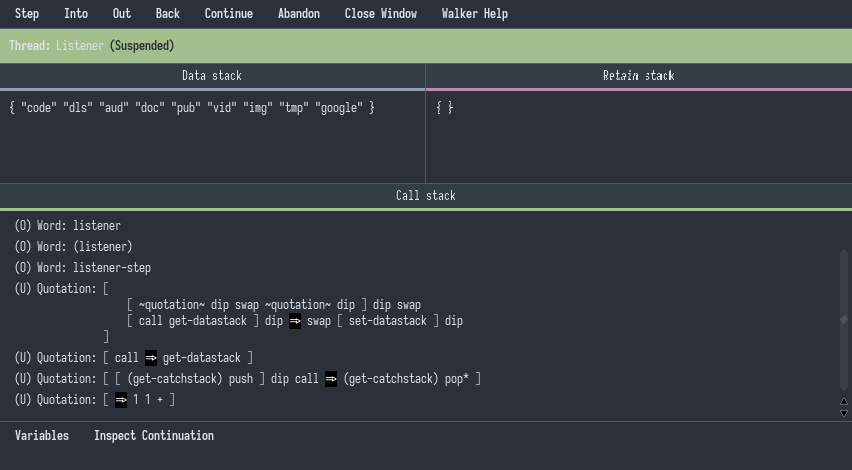 Step Into Out Back Continue Abandon Close Window Walker Help
Thread: Listener (Suspended)
Data stack
Retain stack
{ "code" "dls" "aud" "doc" "pub" "vid" "img" "tmp" "google" }
{ }
Call stack
(O) Word: listener
(O) Word: (listener)
(O) Word: listener-step
(U) Quotation: [
[ ~quotation~ dip swap ~quotation~ dip ] dip swap
[ call get-datastack ] dip => swap [ set-datastack ] dip
]
(U) Quotation: [ call => get-datastack ]
(U) Quotation: [ [ (get-catchstack) push ] dip call => (get-catchstack) pop* ]
(U) Quotation: [ => 1 1 + ]
Variables Inspect Continuation